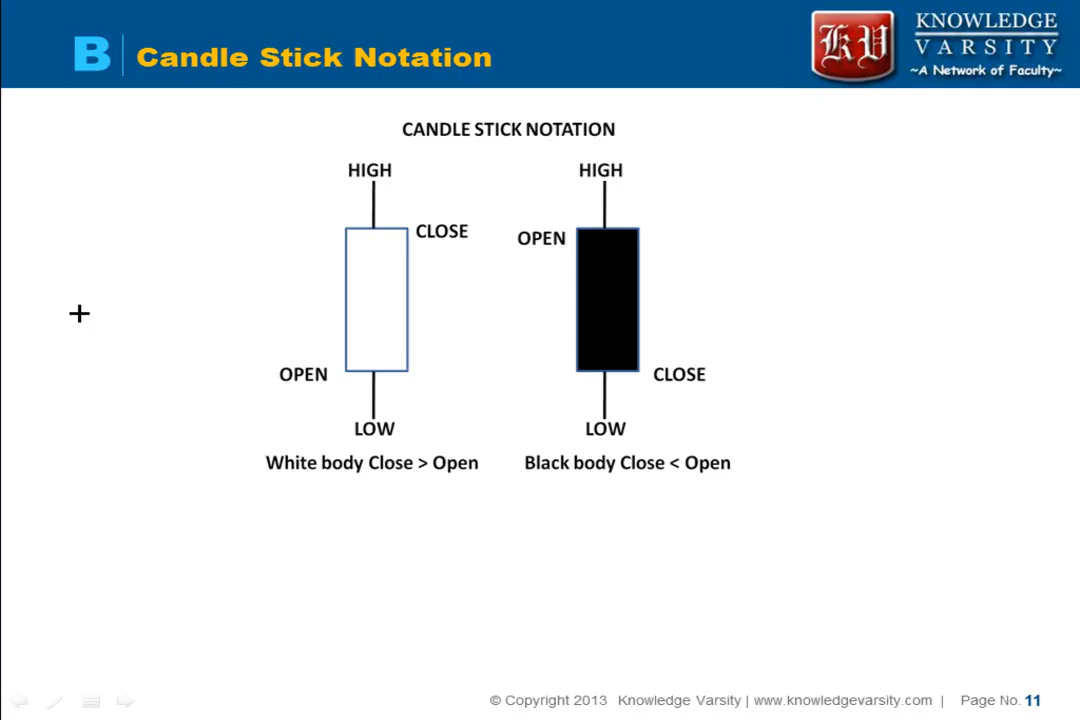 B
Candle Stick Notation
KV
KNOWLEDGE
VARSITY
~A Network of Faculty~
CANDLE STICK NOTATION
HIGH HIGH
CLOSE
OPEN
OPEN
CLOSE
LOW LOW
White body Close > Open Black body Close < Open
© Copyright 2013 Knowledge Varsity | www.knowledgevarsity.com | Page No. 11